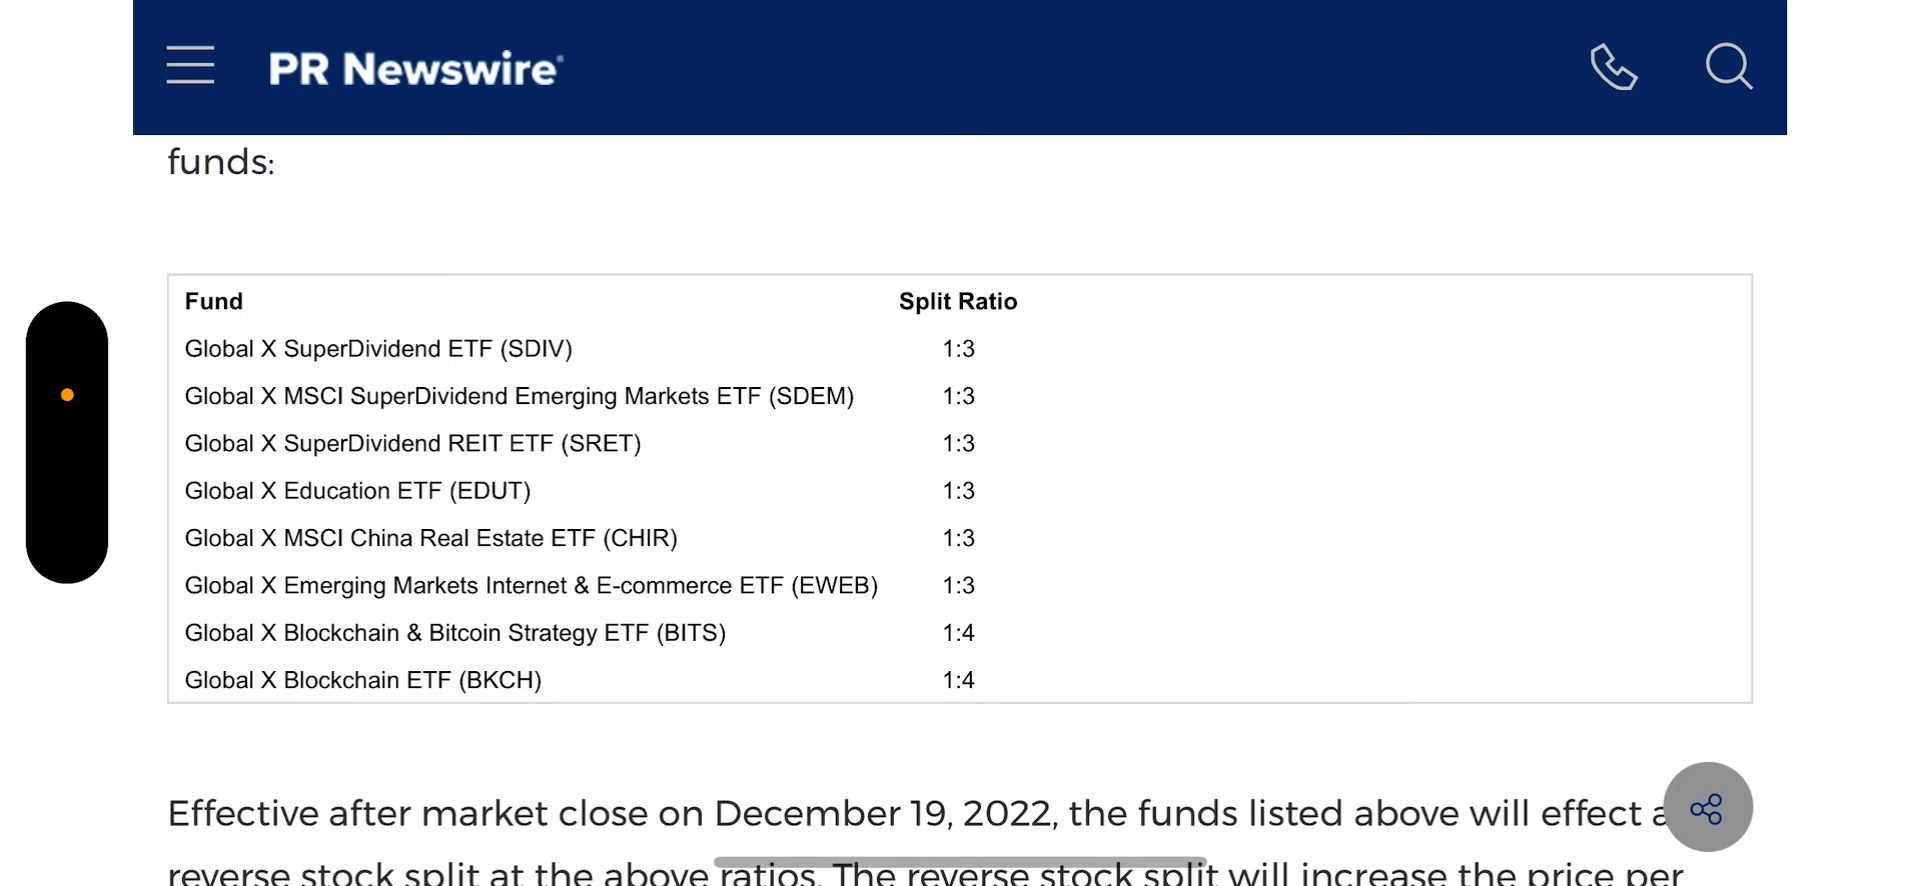 PR Newswire
funds:
Fund Split Ratio
Global X SuperDividend ETF (SDIV) 1:3
Global X MSCI SuperDividend Emerging Markets ETF (SDEM) 1:3
Global X SuperDividend REIT ETF (SRET) 1:3
Global X Education ETF (EDUT) 1:3
Global X MSCI China Real Estate ETF (CHIR) 1:3
Global X Emerging Markets Internet & E-commerce ETF (EWEB) 1:3
Global X Blockchain & Bitcoin Strategy ETF (BITS) 1:4
Global X Blockchain ETF (BKCH) 1:4
Effective after market close on December 19, 2022, the funds listed above will effect a
reverse stock split at the above ratios. The reverse stock split will increase the price per